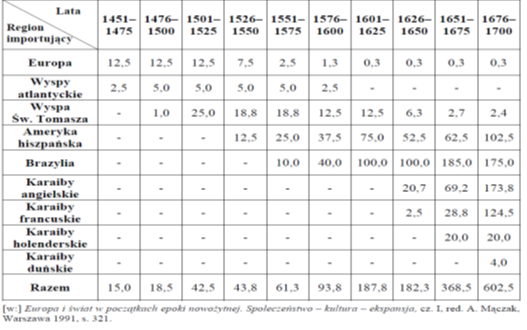 Lata
Region importujący
1451–1475 1476–1500 1501–1525 1526–1550 1551–1575 1576–1600 1601–1625 1626–1650 1651–1675 1676–1700
Europa 12,5 12,5 12,5 7,5 2,5 1,3 0,3 0,3 0,3 0,3
Wyspy atlantyckie 2,5 5,0 5,0 5,0 5,0 2,5 - - - -
Wyspa Św. Tomasza - 1,0 25,0 18,8 18,8 12,5 12,5 6,3 2,7 2,4
Ameryka hiszpańska - - - 12,5 25,0 37,5 75,0 52,5 62,5 102,5
Brazylia - - - - 10,0 40,0 100,0 100,0 185,0 175,0
Karaiby angielskie - - - - - - - 20,7 69,2 173,8
Karaiby francuskie - - - - - - - 2,5 28,8 124,5
Karaiby holenderskie - - - - - - - - 20,0 20,0
Karaiby duńskie - - - - - - - - - 4,0
Razem 15,0 18,5 42,5 43,8 61,3 93,8 187,8 182,3 368,5 602,5
[w:] Europa i świat w początkach epoki nowożytnej. Społeczeństwo – kultura – ekspansja, cz. I, red. A. Mączak,
Warszawa 1991, s. 321.